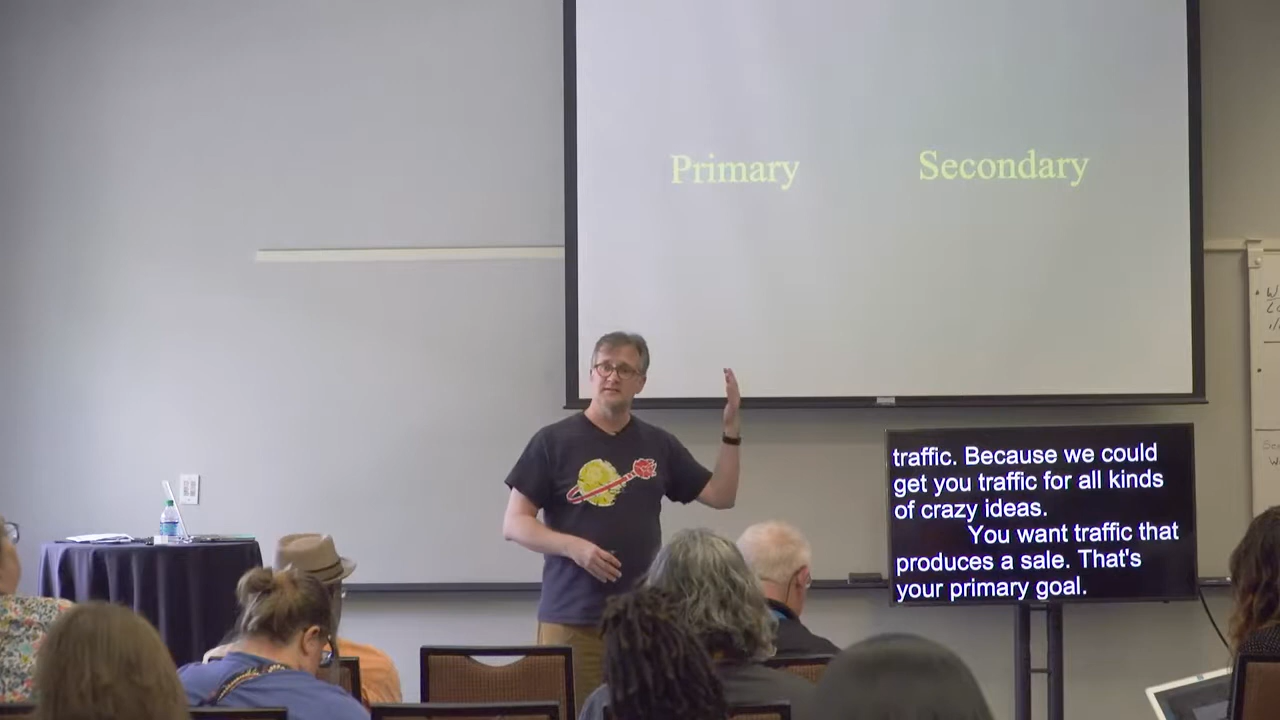 Primary Secondary
traffic. Because we could
get you traffic for all kinds
of crazy ideas.
You want traffic that
produces a sale. That's
your primary goal.